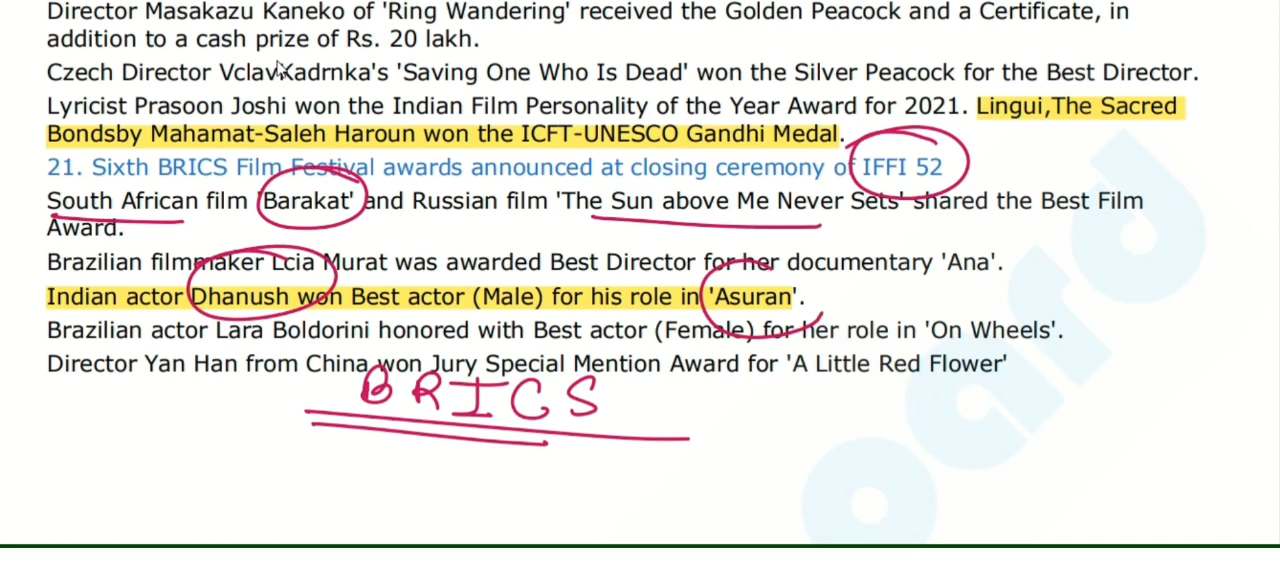 Director Masakazu Kaneko of 'Ring Wandering' received the Golden Peacock and a Certificate, in
addition to a cash prize of Rs. 20 lakh.
Czech Director Vclav Kadrnka's 'Saving One Who Is Dead' won the Silver Peacock for the Best Director.
Lyricist Prasoon Joshi won the Indian Film Personality of the Year Award for 2021. Lingui,The Sacred
Bondsby Mahamat-Saleh Haroun won the ICFT-UNESCO Gandhi Medal.
21. Sixth BRICS Film Festival awards announced at closing ceremony of IFFI 52
South African film 'Barakat' and Russian film 'The Sun above Me Never Sets' shared the Best Film
Award.
Brazilian filmmaker Lcia Murat was awarded Best Director for her documentary 'Ana'.
Indian actor Dhanush won Best actor (Male) for his role in 'Asuran'.
Brazilian actor Lara Boldorini honored with Best actor (Female) for her role in 'On Wheels'.
Director Yan Han from China won Jury Special Mention Award for 'A Little Red Flower'
BRICS
oard